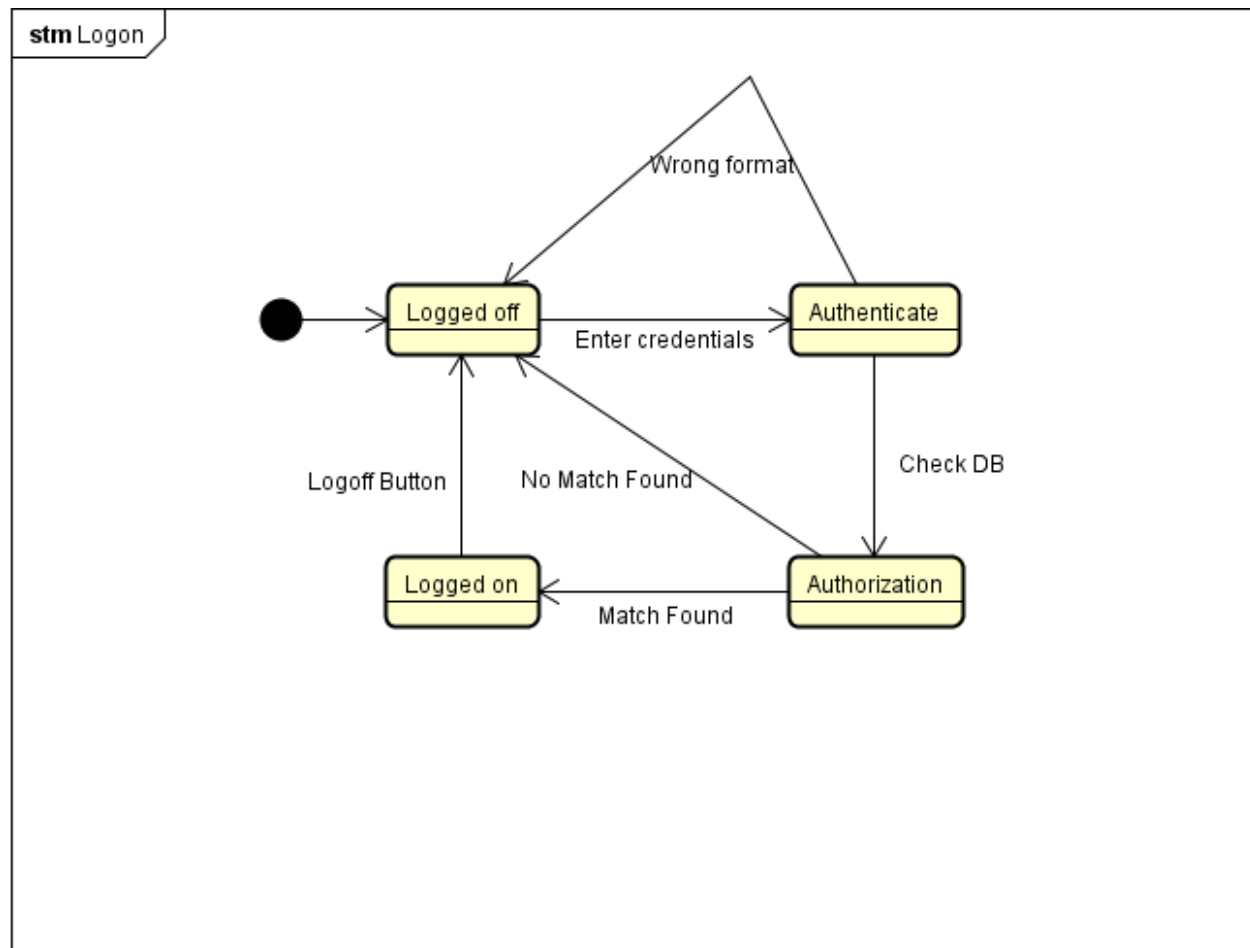 stm Logon
Wrong format
Logged off
Authenticate
Enter credentials
Check DB
Logoff Button
No Match Found
Logged on
Authorization
Match Found